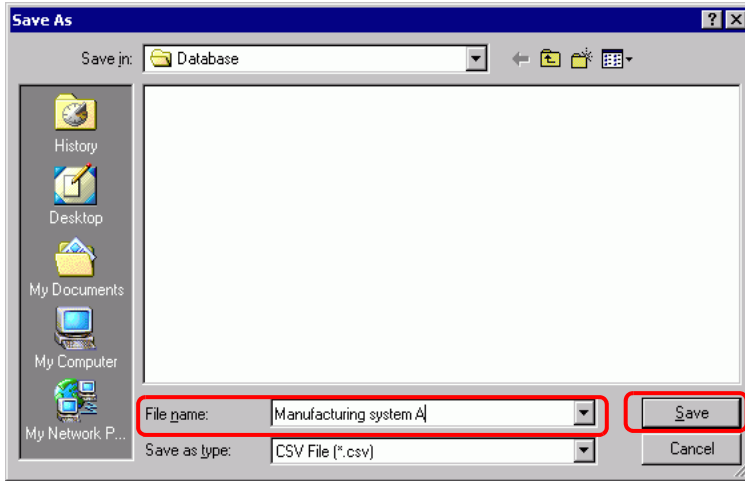 Save As
Save in: Database
History
Desktop
My Documents
My Computer
My Network P...
File name: Manufacturing system A Save
Save as type: CSV File (*.csv) Cancel